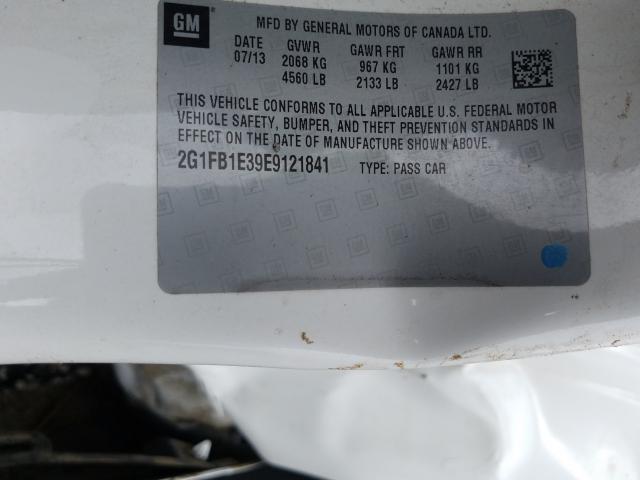 GM
MFD BY GENERAL MOTORS OF CANADA LTD.
DATE GVWR GAWR FRT GAWR RR
07/13 2068 KG 967 KG 1101 KG
4560 LB 2133 LB 2427 LB
THIS VEHICLE CONFORMS TO ALL APPLICABLE U.S. FEDERAL MOTOR
VEHICLE SAFETY, BUMPER, AND THEFT PREVENTION STANDARDS IN
EFFECT ON THE DATE OF MANUFACTURE SHOWN ABOVE.
2G1FB1E39E9121841 TYPE: PASS CAR